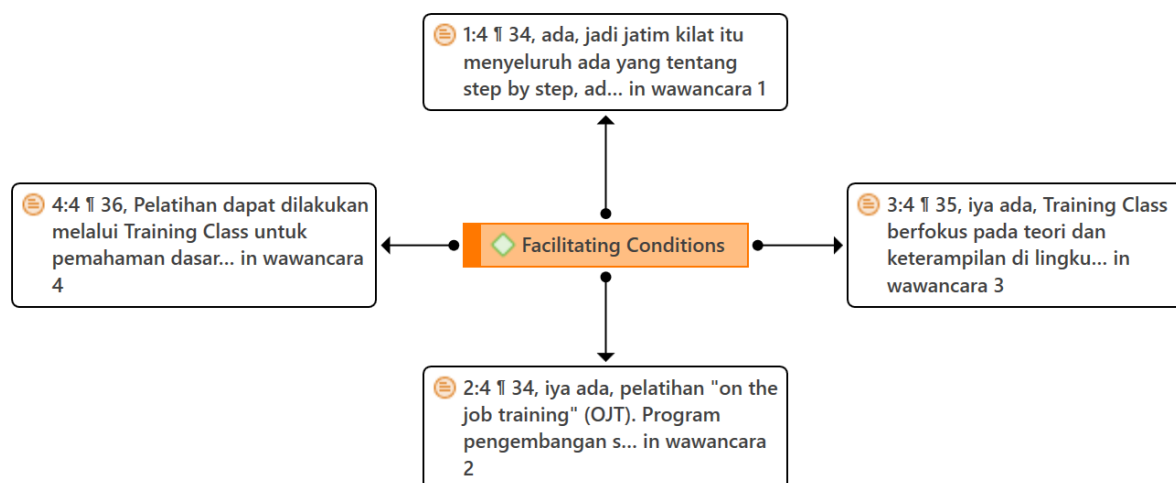 1:4 ¶ 34, ada, jadi jatim kilat itu
menyeluruh ada yang tentang
step by step, ad... in wawancara 1
4:4 ¶ 36, Pelatihan dapat dilakukan
melalui Training Class untuk
pemahaman dasar... in wawancara
4
Facilitating Conditions
3:4 ¶ 35, iya ada, Training Class
berfokus pada teori dan
keterampilan di lingku... in
wawancara 3
2:4 ¶ 34, iya ada, pelatihan "on the
job training" (OJT). Program
pengembangan s... in wawancara
2